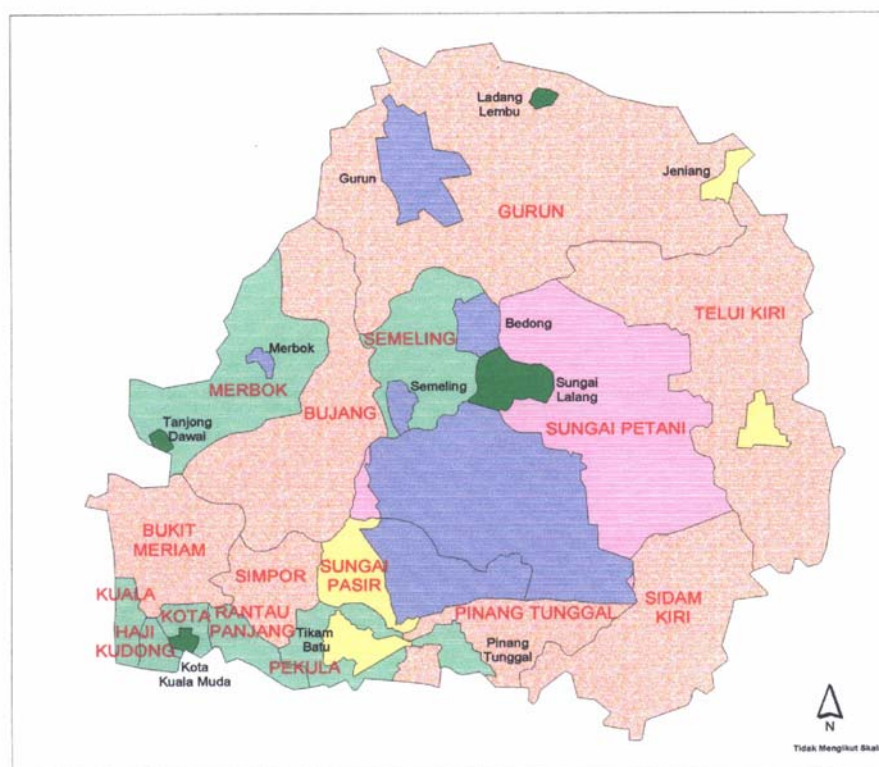 Ladang
Lembu
Jeniang
Gurun
GURUN
TELUI KIRI
Bedong
SEMELING
Merbok
MERBOK
Semeling
Sungai
Lalang
BUJANG
SUNGAI PETANI
Tanjong
Dawai
BUKIT
MERIAM
SIMPOR
SUNGAI
PASIR
KUALA
KOTA
RANTAU
PANJANG
PINANG TUNGGAL
SIDAM
KIRI
HAJI
KUDONG
Tikam
Batu
PEKULA
Pinang
Tunggal
Kota
Kuala Muda
N
Tidak Mengikut Skala